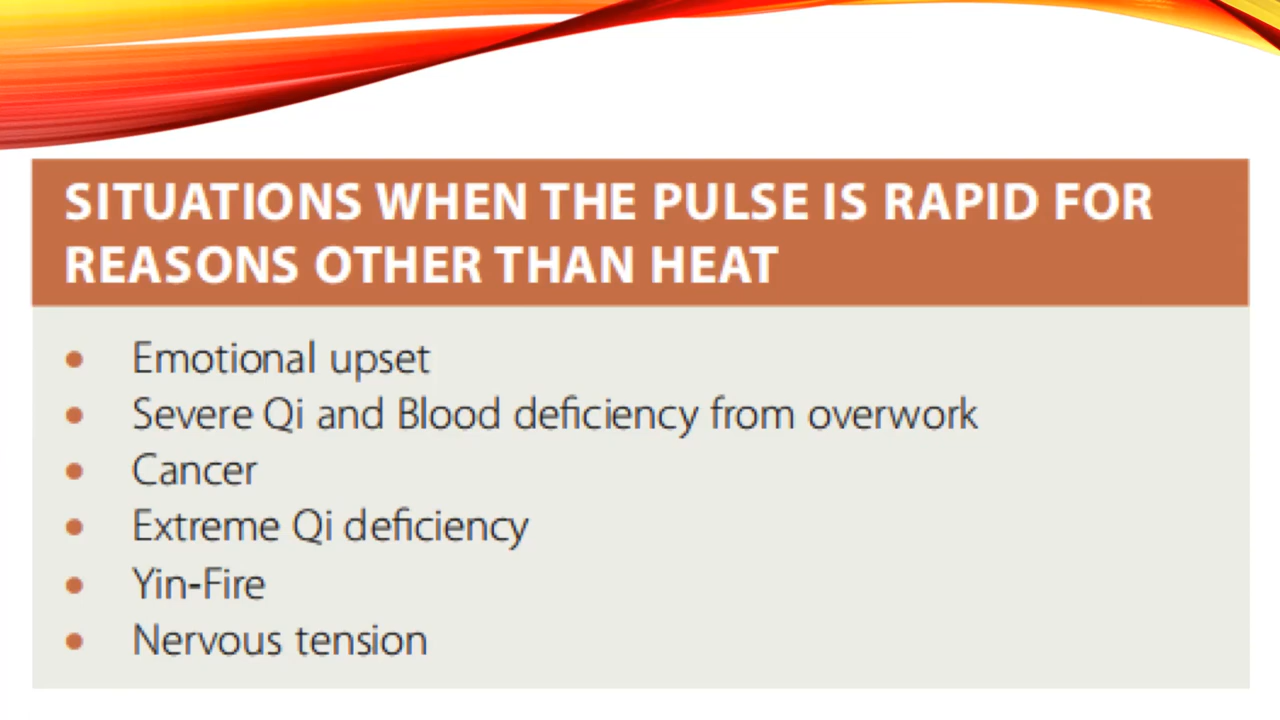 SITUATIONS WHEN THE PULSE IS RAPID FOR
REASONS OTHER THAN HEAT
• Emotional upset
• Severe Qi and Blood deficiency from overwork
• Cancer
• Extreme Qi deficiency
• Yin-Fire
• Nervous tension